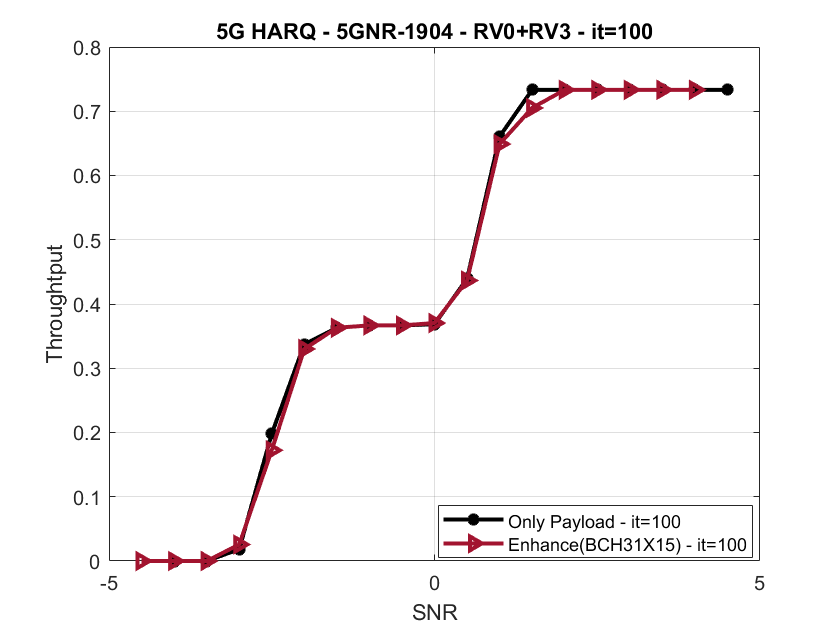 5G HARQ - 5GNR-1904 - RV0+RV3 - it=100
0.8
0.7
0.6
0.5
0.4
0.3
0.2
0.1
0
Throughtput
-5
0
5
SNR
Only Payload - it=100
Enhance(BCH31X15) - it=100